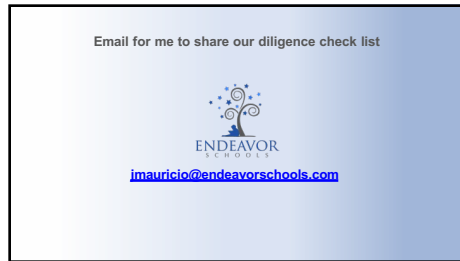 Email for me to share our diligence check list
ENDEAVOR
SCHOOLS
jmauricio@endeavorschools.com